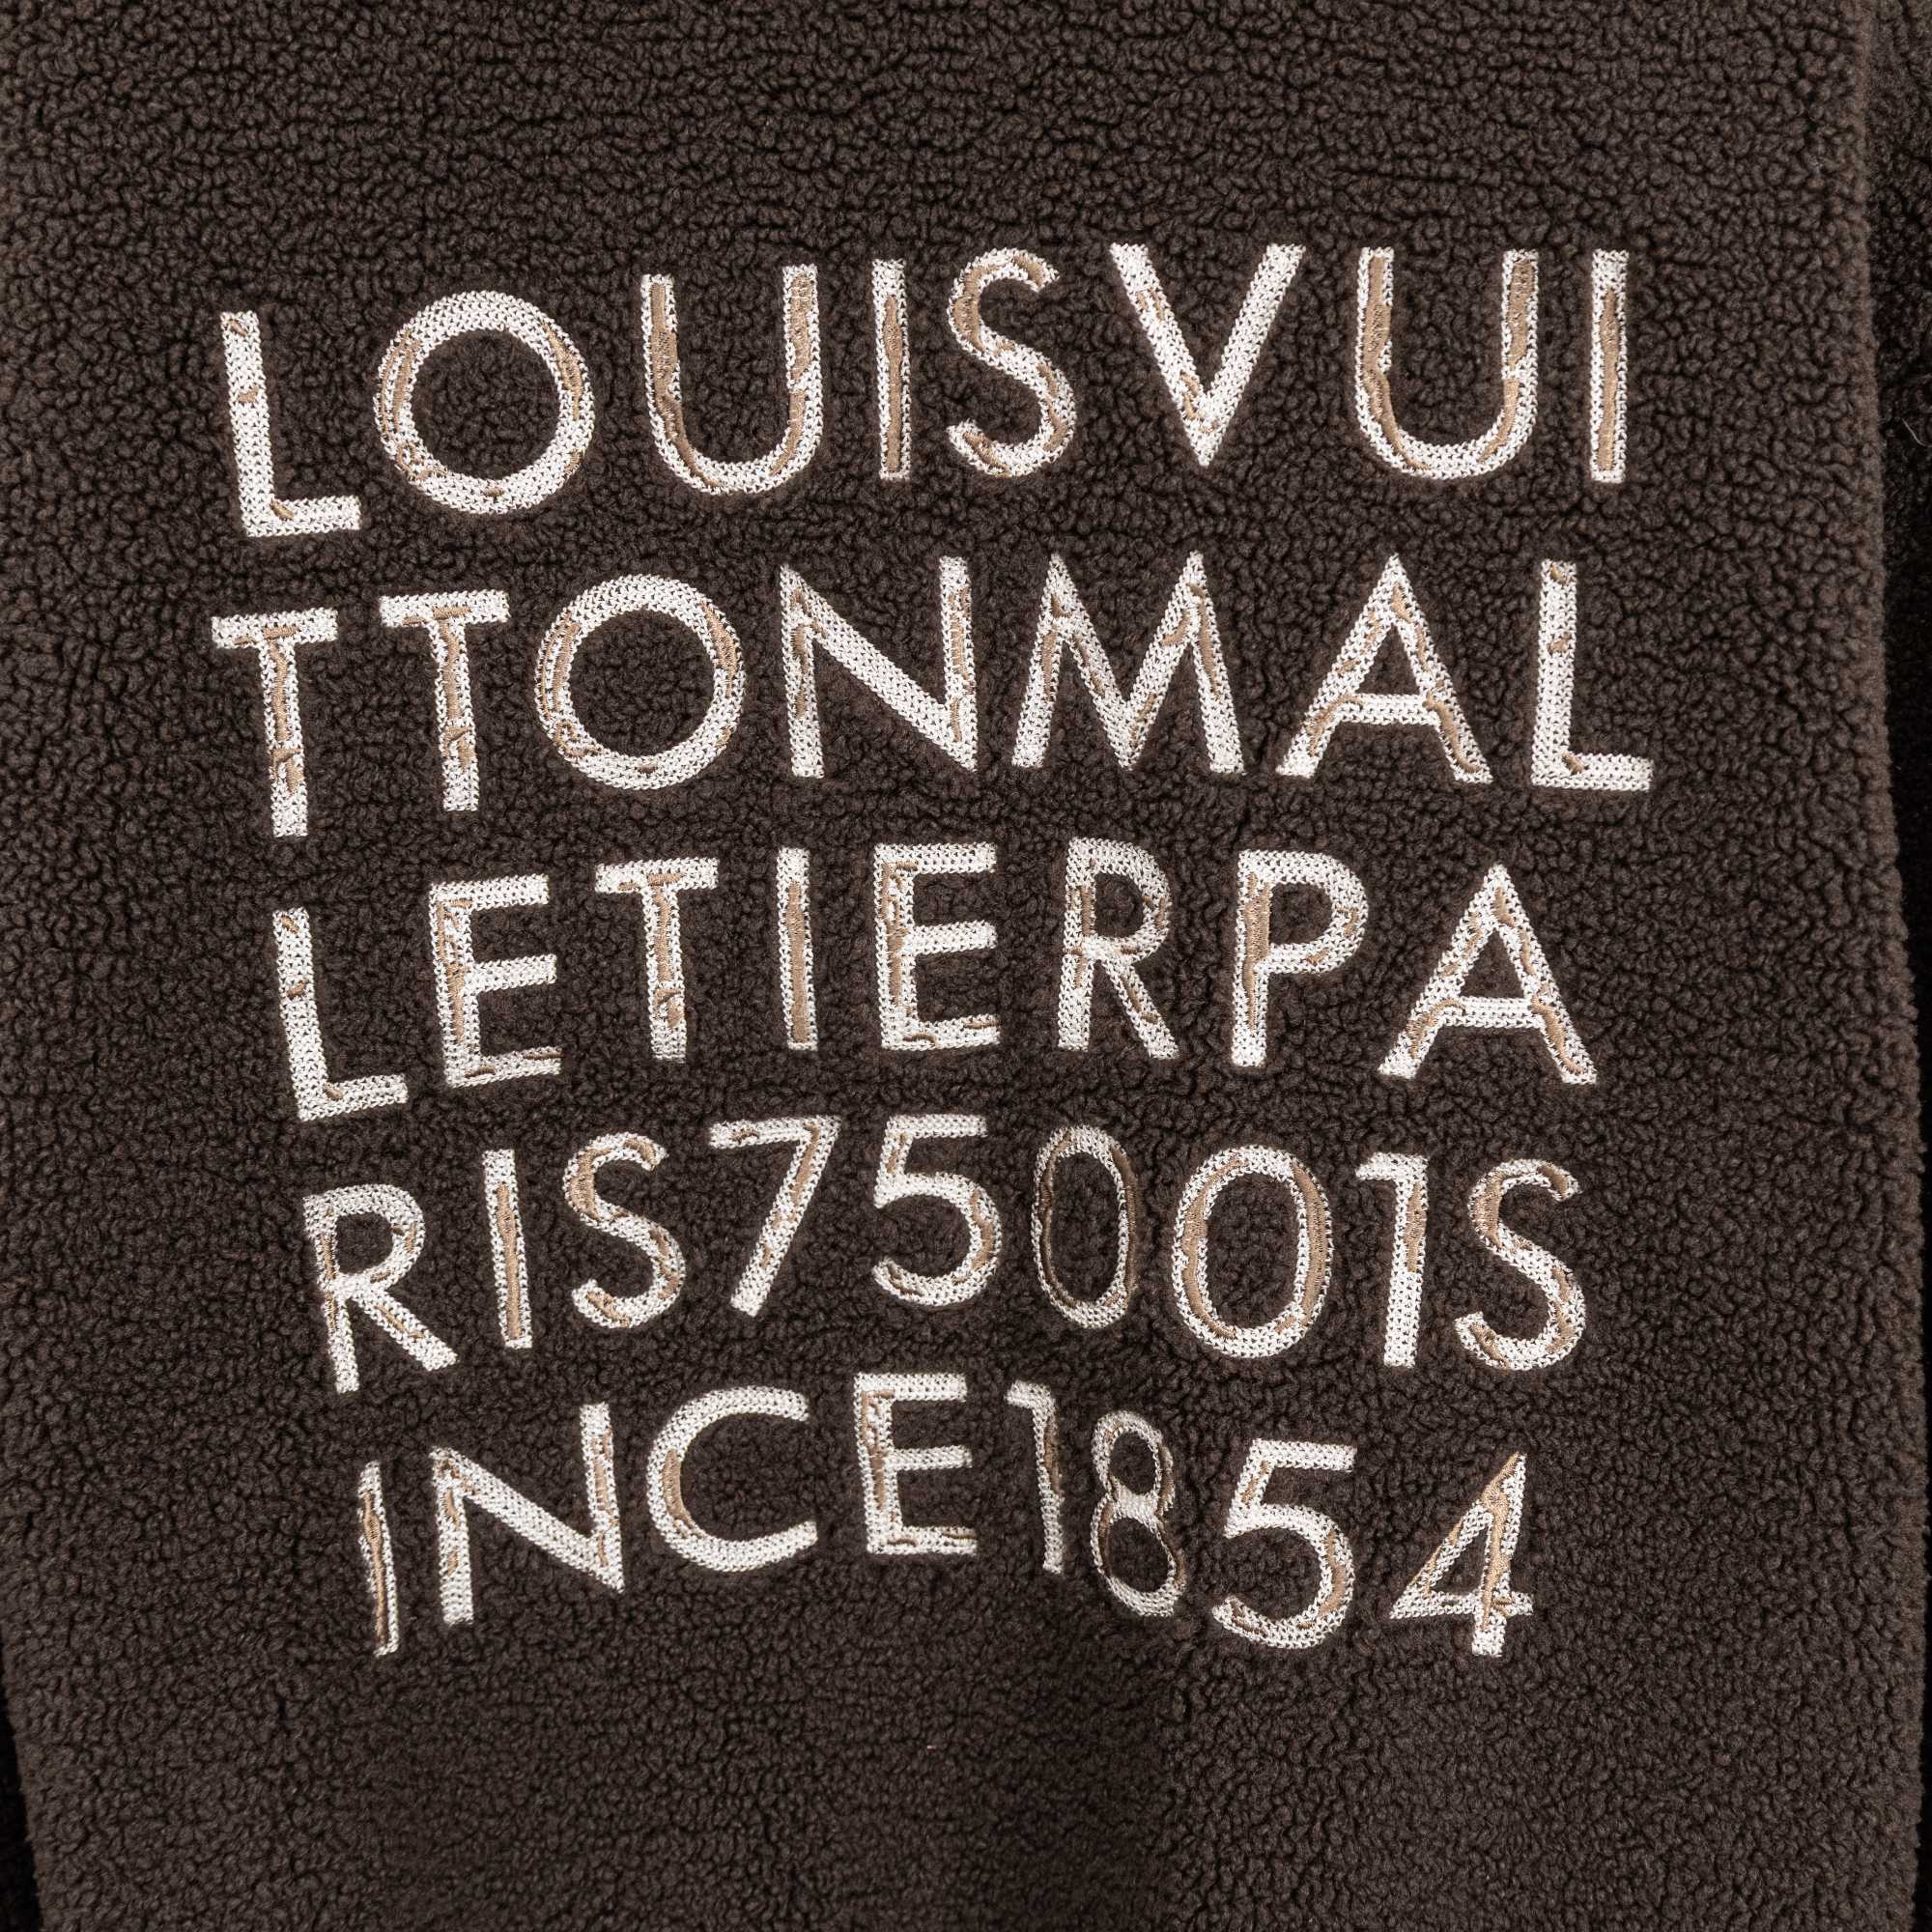 LOUISVUI
TTONMAL
LETIERPA
RIS75001S
INCE1854